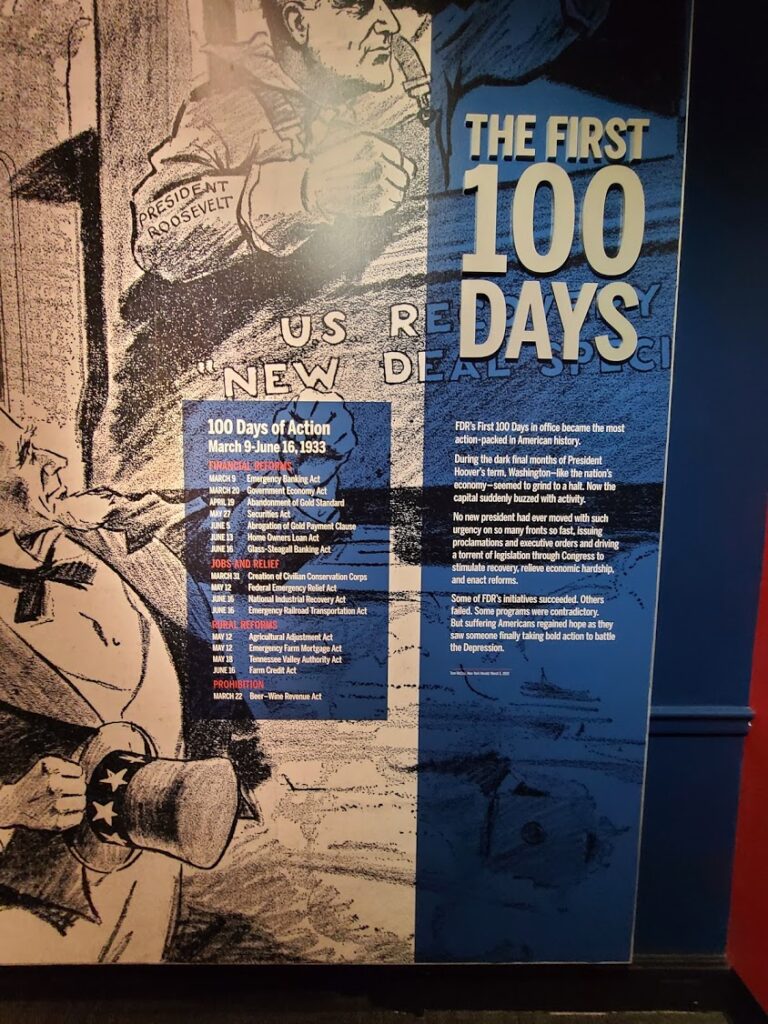 THE FIRST
100
DAYS
PRESIDENT
ROOSEVELT
US RECOVERY
"NEW DEAL SPECI
100 Days of Action
March 9-June 16, 1933
FINANCIAL REFORMS
MARCH 9 Emergency Banking Act
MARCH 20 Government Economy Act
APRIL 19 Abandonment of Gold Standard
MAY 27 Securities Act
JUNE 5 Abrogation of Gold Payment Clause
JUNE 13 Home Owners Loan Act
JUNE 16 Glass-Steagall Banking Act
JOBS AND RELIEF
MARCH 31 Creation of Civilian Conservation Corps
MAY 12 Federal Emergency Relief Act
JUNE 16 National Industrial Recovery Act
JUNE 16 Emergency Railroad Transportation Act
RURAL REFORMS
MAY 12 Agricultural Adjustment Act
MAY 12 Emergency Farm Mortgage Act
MAY 18 Tennessee Valley Authority Act
JUNE 16 Farm Credit Act
PROHIBITION
MARCH 22 Beer–Wine Revenue Act
FDR's First 100 Days in office became the most
action-packed in American history.
During the dark final months of President
Hoover's term, Washington—like the nation's
economy—seemed to grind to a halt. Now the
capital suddenly buzzed with activity.
No new president had ever moved with such
urgency on so many fronts so fast, issuing
proclamations and executive orders and driving
a torrent of legislation through Congress to
stimulate recovery, relieve economic hardship,
and enact reforms.
Some of FDR's initiatives succeeded. Others
failed. Some programs were contradictory.
But suffering Americans regained hope as they
saw someone finally taking bold action to battle
the Depression.